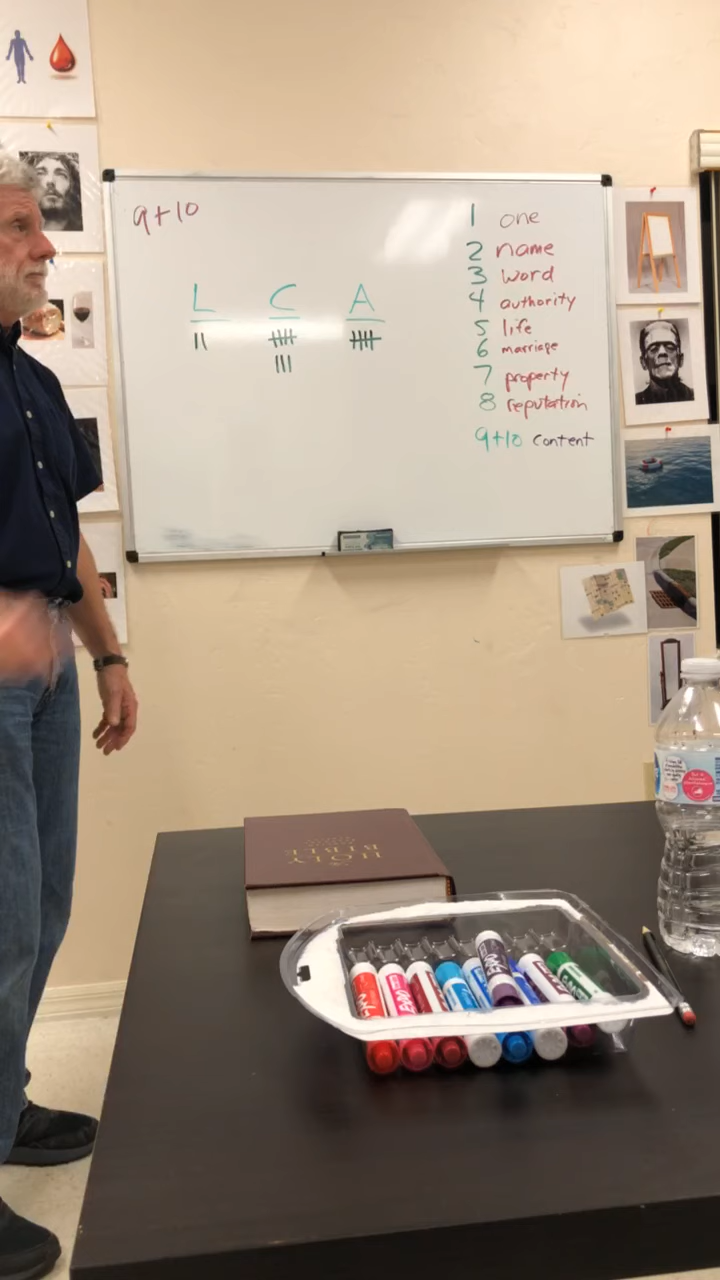 9+10
L C A
1 one
2 name
3 word
4 authority
5 life
6 marriage
7 property
8 reputation
9+10 content
HOLY
BIBLE
EXPO